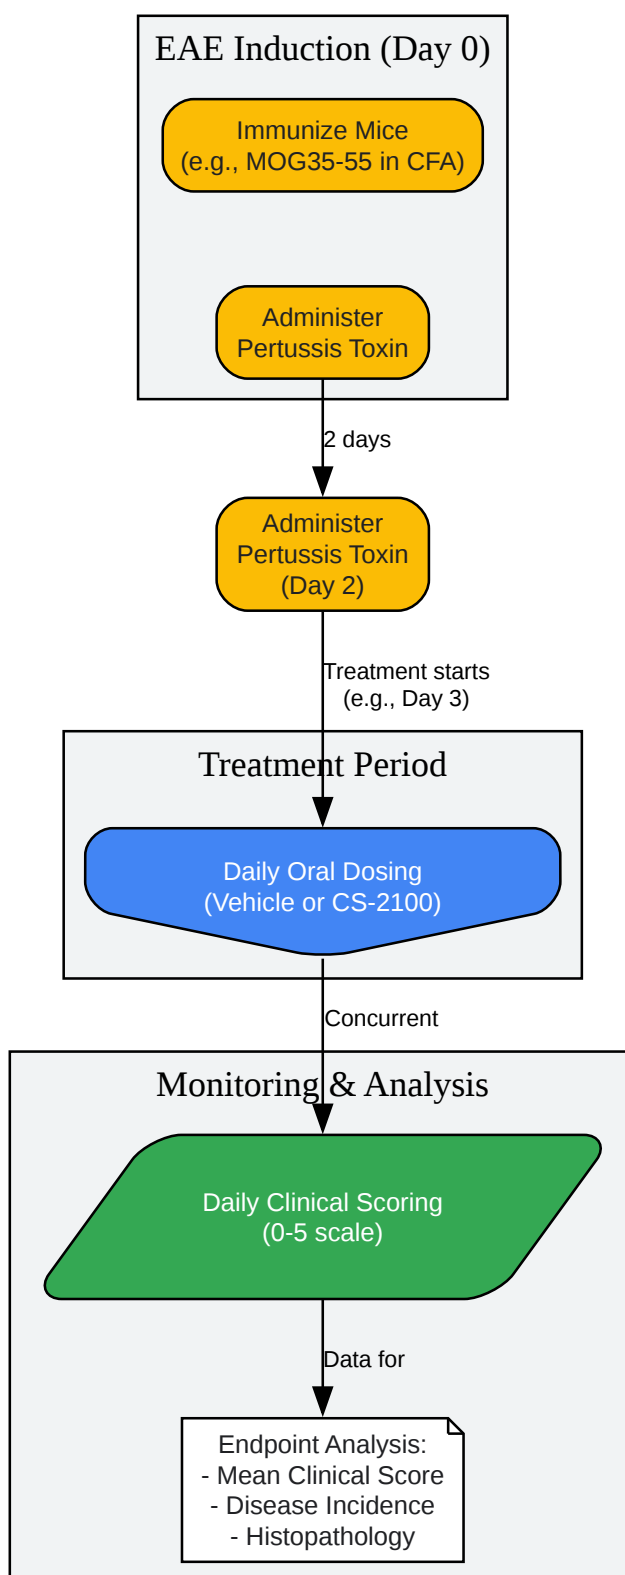 EAE Induction (Day 0)
Immunize Mice
(e.g., MOG35-55 in CFA)
Administer
Pertussis Toxin
2 days
Administer
Pertussis Toxin
(Day 2)
Treatment starts
(e.g., Day 3)
Treatment Period
Daily Oral Dosing
(Vehicle or CS-2100)
Concurrent
Monitoring & Analysis
Daily Clinical Scoring
(0-5 scale)
Data for
Endpoint Analysis:
- Mean Clinical Score
- Disease Incidence
- Histopathology